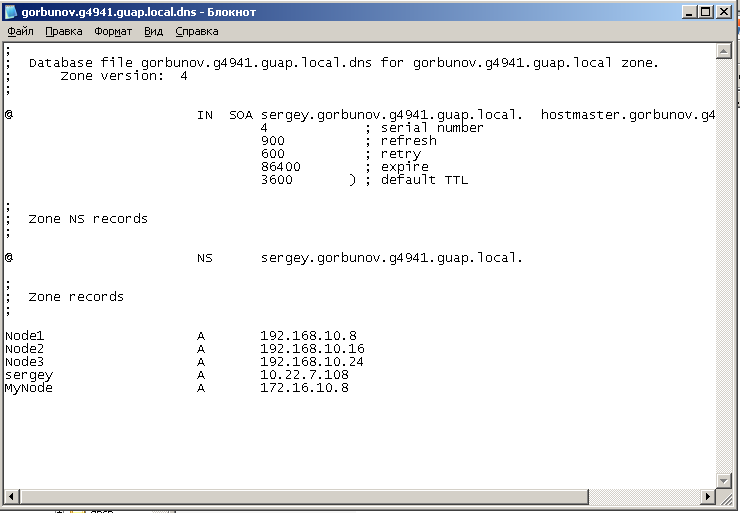 gorbunov.g4941.guap.local.dns - Блокнот
Файл Правка Формат Вид Справка
;
; Database file gorbunov.g4941.guap.local.dns for gorbunov.g4941.guap.local zone.
; Zone version: 4
;
@ IN SOA sergey.gorbunov.g4941.guap.local. hostmaster.gorbunov.g4
4 ; serial number
900 ; refresh
600 ; retry
86400 ; expire
3600 ) ; default TTL
;
; Zone NS records
;
@ NS sergey.gorbunov.g4941.guap.local.
;
; Zone records
;
Node1 A 192.168.10.8
Node2 A 192.168.10.16
Node3 A 192.168.10.24
sergey A 10.22.7.108
MyNode A 172.16.10.8